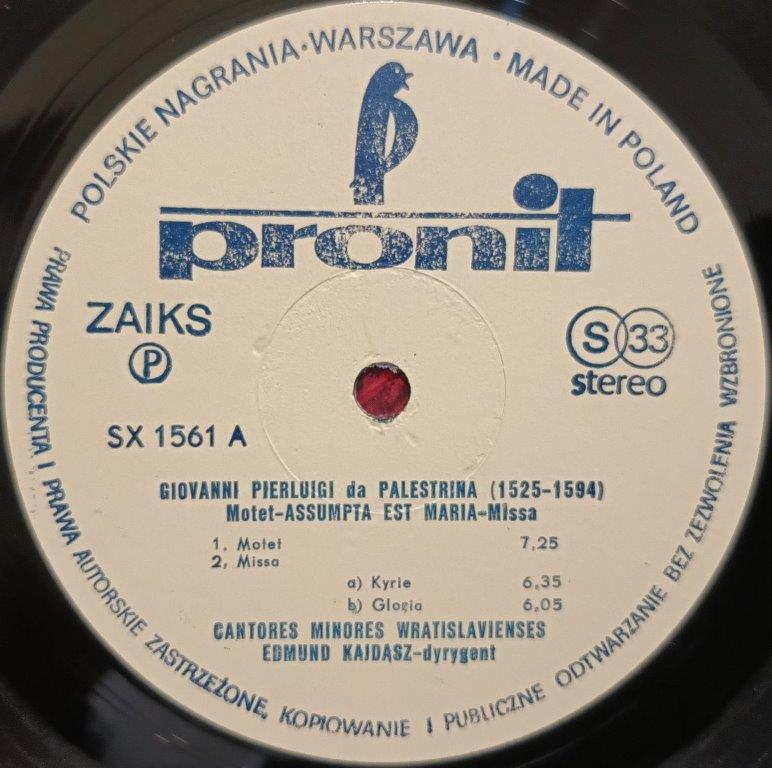 POLSKIE NAGRANIA · WARSZAWA · MADE IN POLAND
pronit
ZAIKS
P
S 33
stereo
SX 1561 A
GIOVANNI PIERLUIGI da PALESTRINA (1525-1594)
Motet-ASSUMPTA EST MARIA-Missa
1. Motet 7,25
2, Missa
a) Kyrie 6,35
b) Gloria 6,05
CANTORES MINORES WRATISLAVIENSES
EDMUND KAJDASZ-dyrygent
PRAWA PRODUCENTA I PRAWA AUTORSKIE ZASTRZEŻONE, KOPIOWANIE I PUBLICZNE ODTWARZANIE BEZ ZEZWOLENIA WZBRONIONE